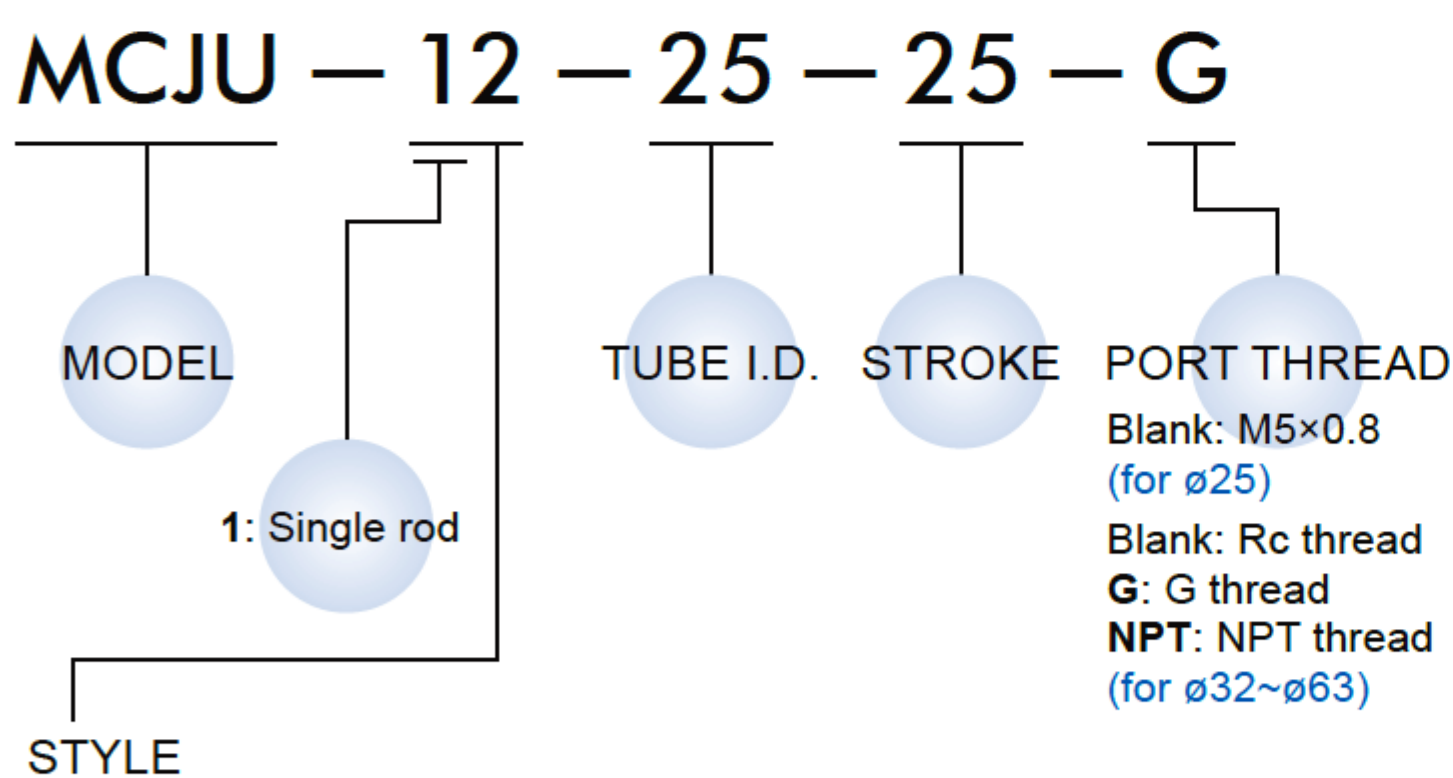 MCJU – 12 – 25 – 25 – G
MODEL
TUBE I.D.
STROKE
PORT THREAD
Blank: M5×0.8
(for ø25)
Blank: Rc thread
G: G thread
NPT: NPT thread
(for ø32~ø63)
1: Single rod
STYLE